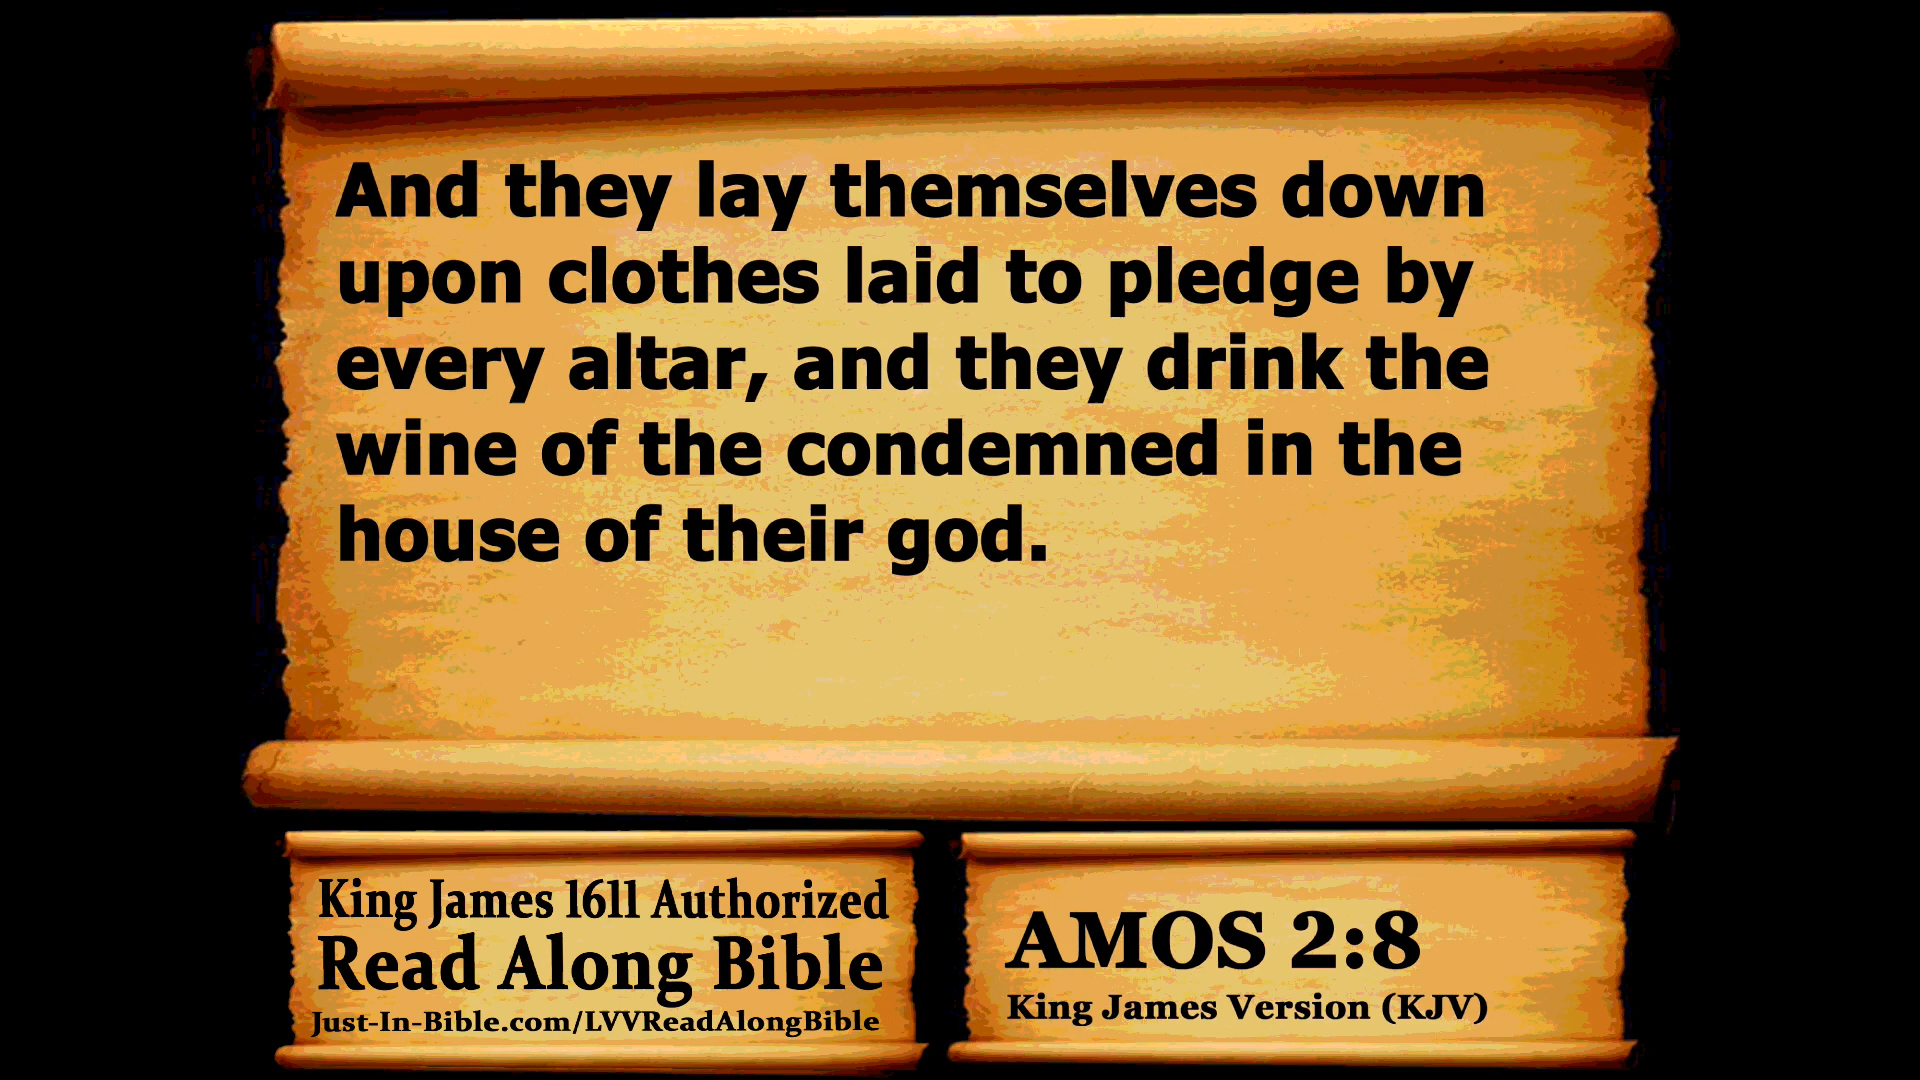 And they lay themselves down
upon clothes laid to pledge by
every altar, and they drink the
wine of the condemned in the
house of their god.
King James 1611 Authorized
Read Along Bible
Just-In-Bible.com/LVVReadAlongBible
AMOS 2:8
King James Version (KJV)